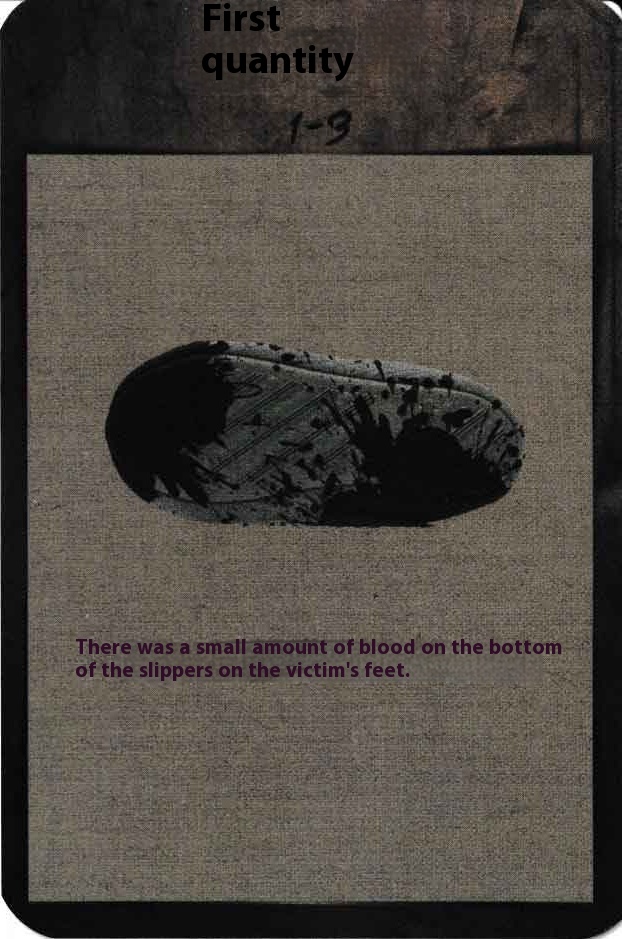 First
quantity
1-3
There was a small amount of blood on the bottom
of the slippers on the victim's feet.